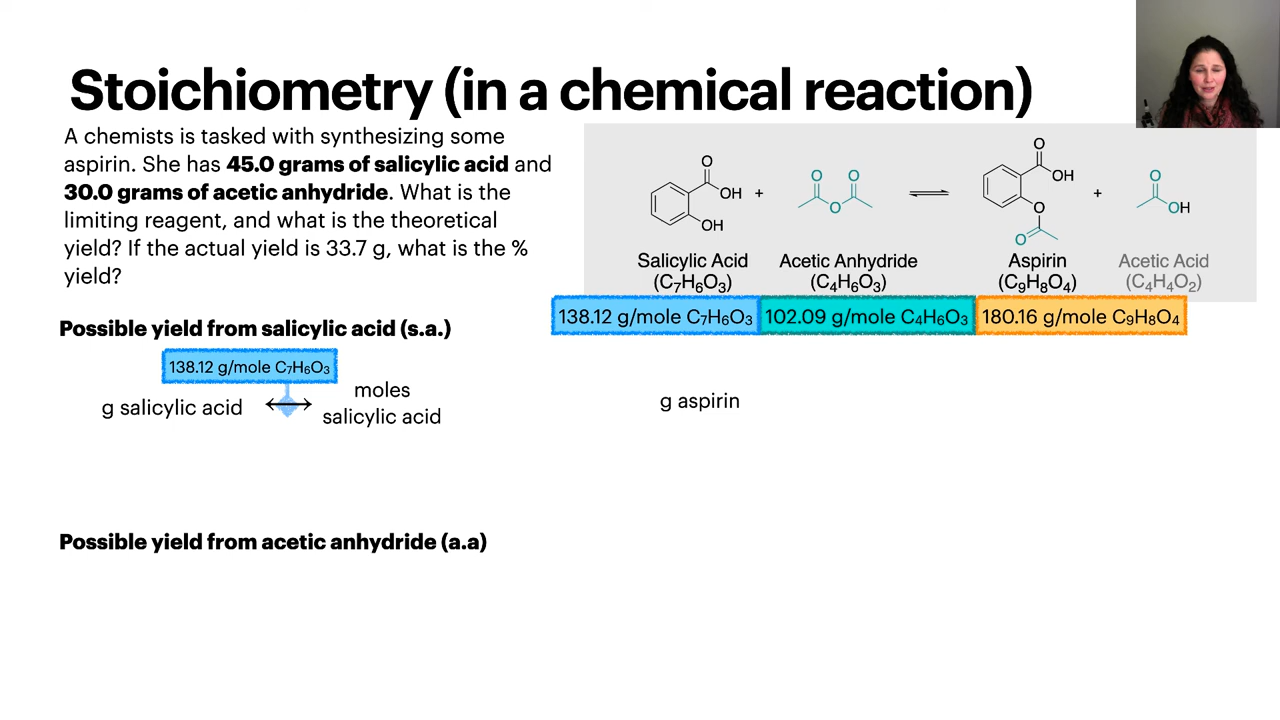 Stoichiometry (in a chemical reaction)
A chemists is tasked with synthesizing some
aspirin. She has 45.0 grams of salicylic acid and
30.0 grams of acetic anhydride. What is the
limiting reagent, and what is the theoretical
yield? If the actual yield is 33.7 g, what is the %
yield?
O
OH
OH
+
O
O
O
O
OH
O
O
+
O
OH
Salicylic Acid
(C₇H₆O₃)
Acetic Anhydride
(C₄H₆O₃)
Aspirin
(C₉H₈O₄)
Acetic Acid
(C₄H₄O₂)
138.12 g/mole C₇H₆O₃
102.09 g/mole C₄H₆O₃
180.16 g/mole C₉H₈O₄
Possible yield from salicylic acid (s.a.)
138.12 g/mole C₇H₆O₃
g salicylic acid
moles
salicylic acid
g aspirin
Possible yield from acetic anhydride (a.a)